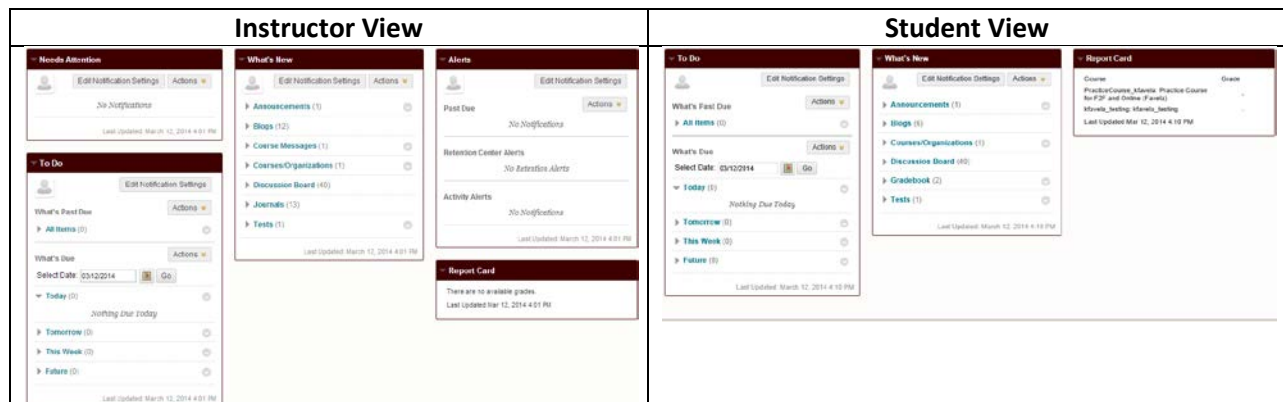 Instructor View
Needs Attention
Edit Notification Settings Actions
No Notifications
Last Updated: March 12, 2014 4:01 PM
To Do
Edit Notification Settings
What's Past Due Actions
All Items (0)
What's Due Actions
Select Date: 03/12/2014 Go
Today (0)
Nothing Due Today
Tomorrow (0)
This Week (0)
Future (0)
Last Updated: March 12, 2014 4:01 PM
What's New
Edit Notification Settings Actions
Announcements (1)
Blogs (12)
Course Messages (1)
Courses/Organizations (1)
Discussion Board (40)
Journals (13)
Tests (1)
Last Updated: March 12, 2014 4:01 PM
Alerts
Edit Notification Settings
Past Due Actions
No Notifications
Retention Center Alerts
No Retention Alerts
Activity Alerts
No Notifications
Last Updated: March 12, 2014 4:01 PM
Report Card
There are no available grades.
Last Updated Mar 12, 2014 4:01 PM
Student View
To Do
Edit Notification Settings
What's Past Due Actions
All Items (0)
What's Due Actions
Select Date: 03/12/2014 Go
Today (0)
Nothing Due Today
Tomorrow (0)
This Week (0)
Future (0)
Last Updated: March 12, 2014 4:10 PM
What's New
Edit Notification Settings Actions
Announcements (1)
Blogs (6)
Courses/Organizations (1)
Discussion Board
Gradebook (2)
Tests (1)
Last Updated: March 12, 2014 4:10 PM
Report Card
Course Grade
PracticeCourse_kfavela: Practice Course
for F2F and Online (Favela) -
kfavela_testing: kfavela_testing -
Last Updated Mar 12, 2014 4:10 PM